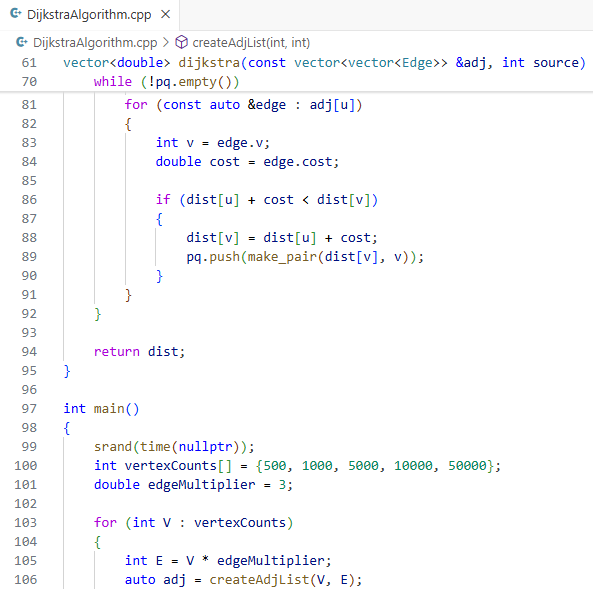 DijkstraAlgorithm.cpp
DijkstraAlgorithm.cpp > createAdjList(int, int)
61 vector<double> dijkstra(const vector<vector<Edge>> &adj, int source)
70 while (!pq.empty())
81 for (const auto &edge : adj[u])
82 {
83 int v = edge.v;
84 double cost = edge.cost;
85
86 if (dist[u] + cost < dist[v])
87 {
88 dist[v] = dist[u] + cost;
89 pq.push(make_pair(dist[v], v));
90 }
91 }
92 }
93
94 return dist;
95 }
96
97 int main()
98 {
99 srand(time(nullptr));
100 int vertexCounts[] = {500, 1000, 5000, 10000, 50000};
101 double edgeMultiplier = 3;
102
103 for (int V : vertexCounts)
104 {
105 int E = V * edgeMultiplier;
106 auto adj = createAdjList(V, E);